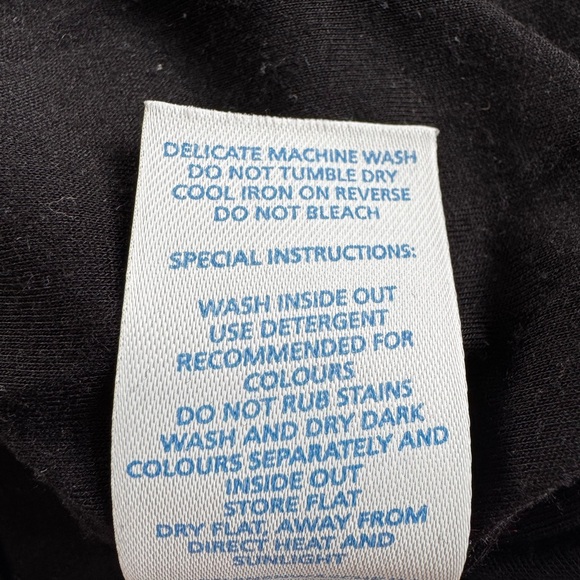 DELICATE MACHINE WASH
DO NOT TUMBLE DRY
COOL IRON ON REVERSE
DO NOT BLEACH
SPECIAL INSTRUCTIONS:
WASH INSIDE OUT
USE DETERGENT
RECOMMENDED FOR
COLOURS
DO NOT RUB STAINS
WASH AND DRY DARK
COLOURS SEPARATELY AND
INSIDE OUT
STORE FLAT
DRY FLAT, AWAY FROM
DIRECT HEAT AND
SUNLIGHT